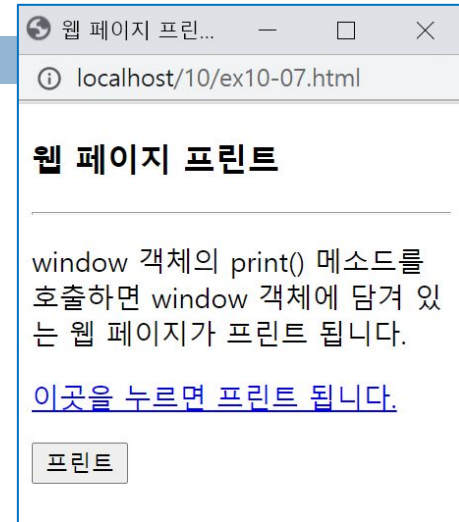 웹 페이지 프린...
localhost/10/ex10-07.html
웹 페이지 프린트
window 객체의 print() 메소드를
호출하면 window 객체에 담겨 있
는 웹 페이지가 프린트 됩니다.
이곳을 누르면 프린트 됩니다.
프린트